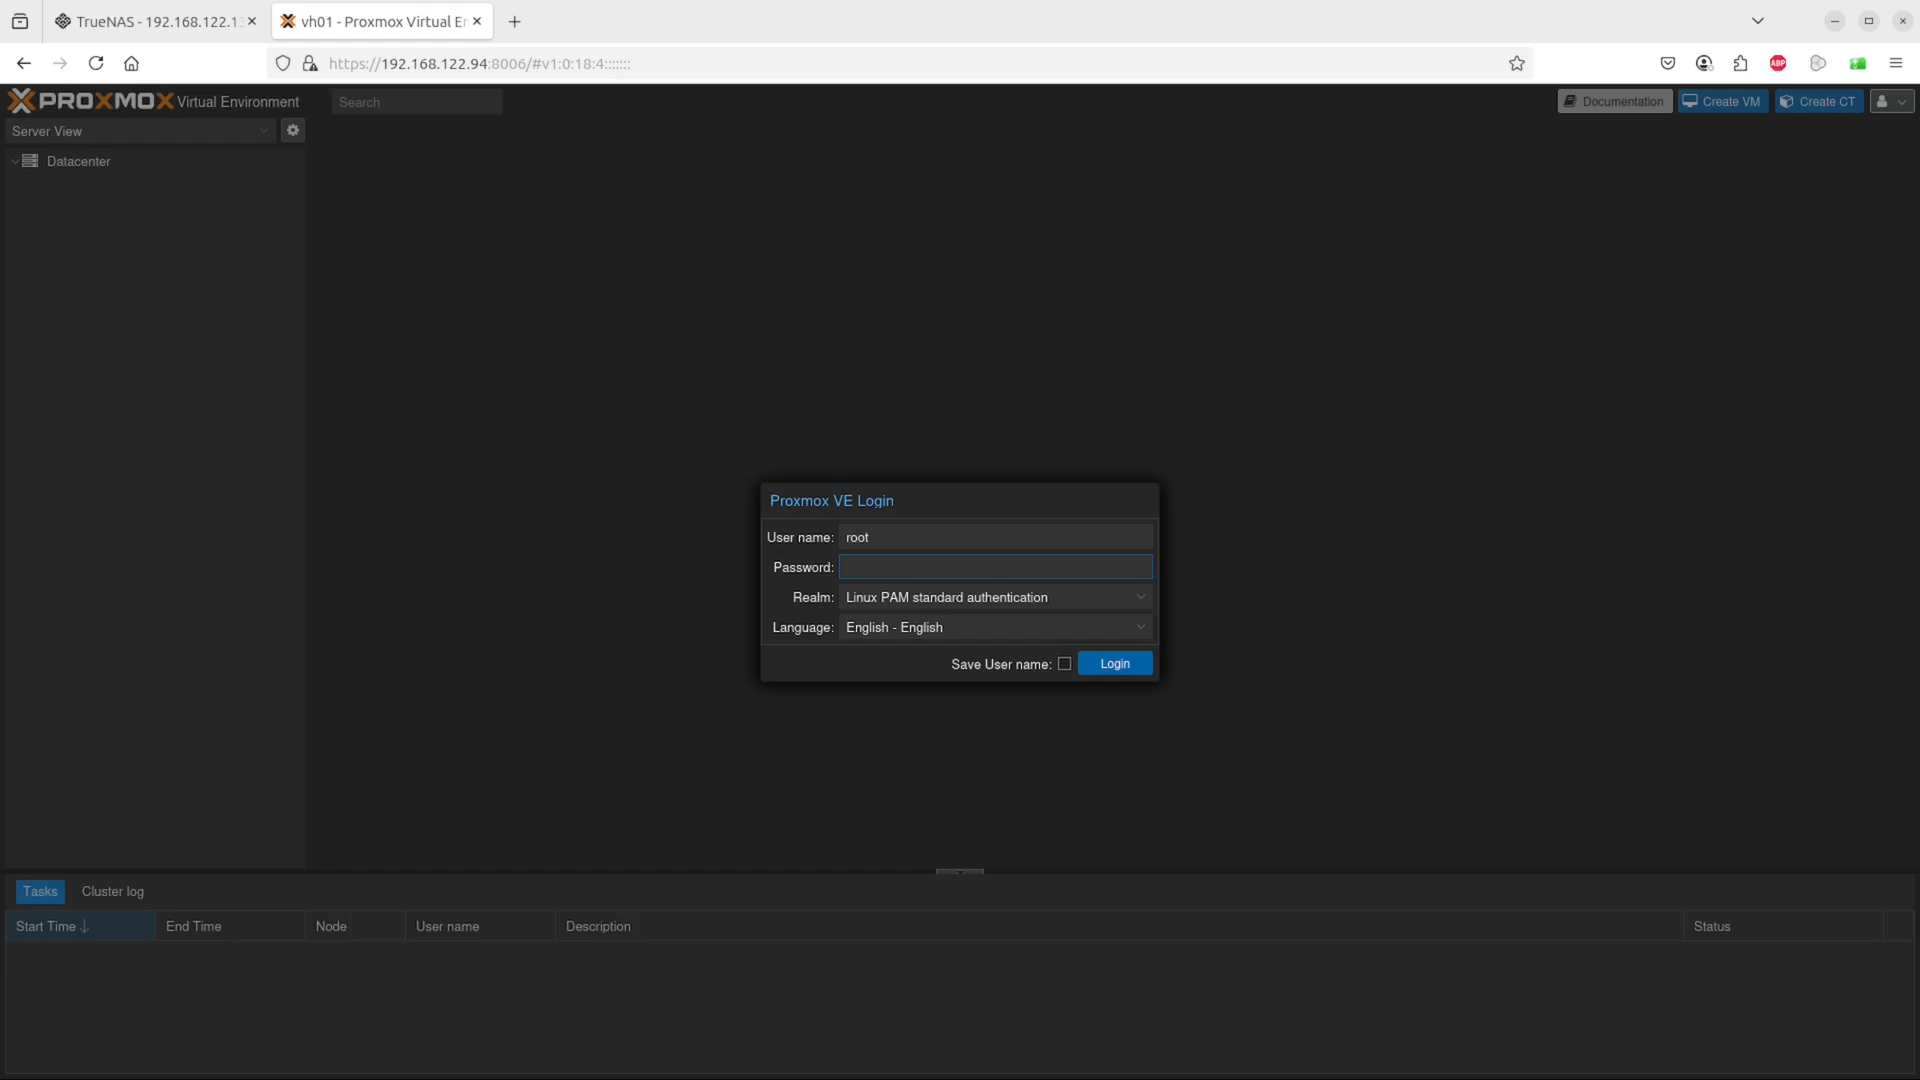 TrueNAS - 192.168.122.13
vh01 - Proxmox Virtual Er
https://192.168.122.94:8006/#v1:0:18:4:::::::
ABP
PROXMOX Virtual Environment
Search
Documentation
Create VM
Create CT
Server View
Datacenter
Proxmox VE Login
User name: root
Password:
Realm: Linux PAM standard authentication
Language: English - English
Save User name:
Login
Tasks
Cluster log
Start Time
End Time
Node
User name
Description
Status